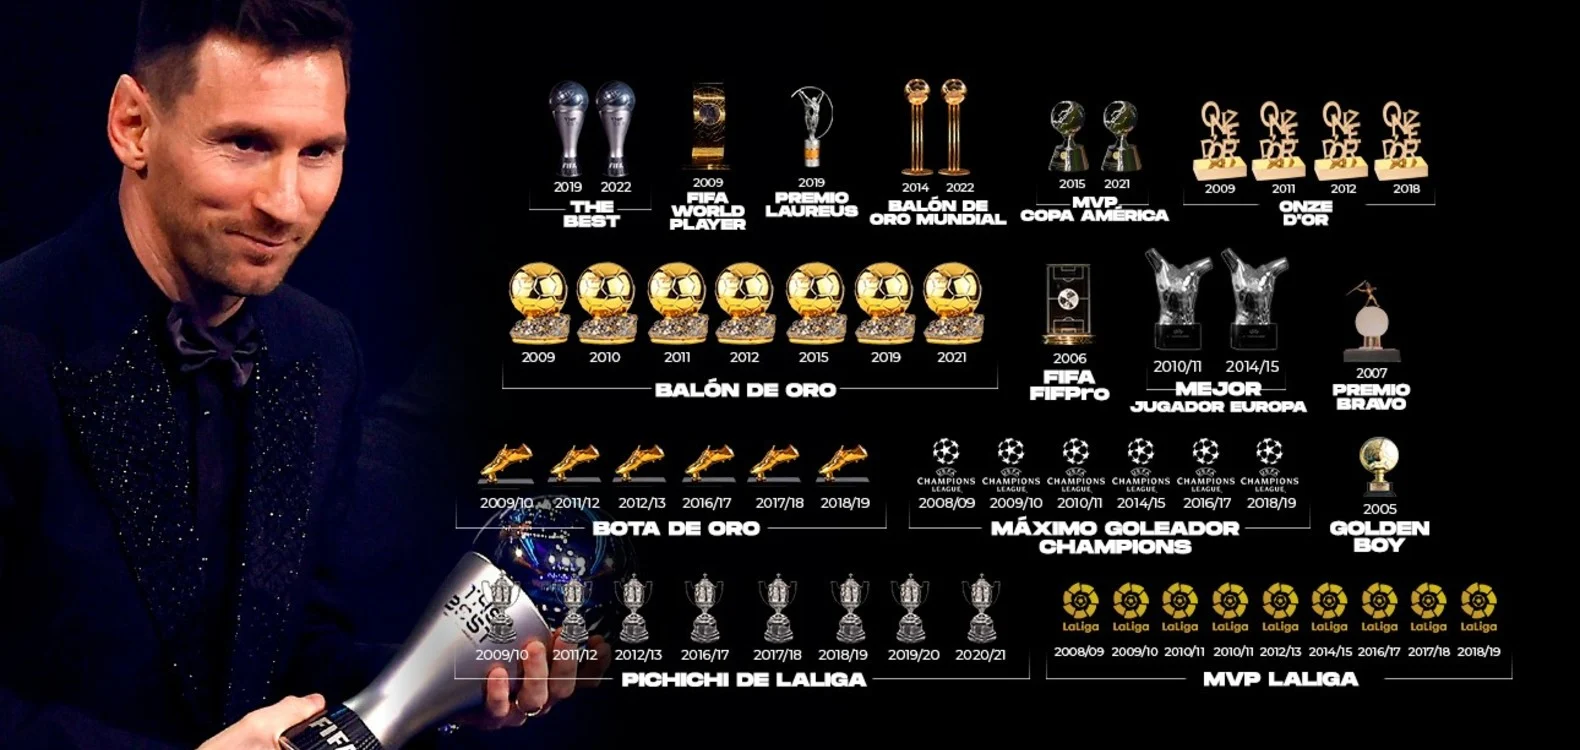 2019 2022
THE
BEST
2009
FIFA
WORLD
PLAYER
2019
PREMIO
LAUREUS
2014 2022
BALÓN DE
ORO MUNDIAL
2015 2021
MVP
COPA AMÉRICA
2009 2011 2012 2018
ONZE
D'OR
2009 2010 2011 2012 2015 2019 2021
BALÓN DE ORO
2006
FIFA
FIFPro
2010/11 2014/15
MEJOR
JUGADOR EUROPA
2007
PREMIO
BRAVO
2009/10 2011/12 2012/13 2016/17 2017/18 2018/19
BOTA DE ORO
UEFA UEFA UEFA UEFA UEFA UEFA
CHAMPIONS CHAMPIONS CHAMPIONS CHAMPIONS CHAMPIONS CHAMPIONS
LEAGUE LEAGUE LEAGUE LEAGUE LEAGUE LEAGUE
2008/09 2009/10 2010/11 2014/15 2016/17 2018/19
MÁXIMO GOLEADOR
CHAMPIONS
2005
GOLDEN
BOY
THE
BEST
FIFA
2009/10 2011/12 2012/13 2016/17 2017/18 2018/19 2019/20 2020/21
PICHICHI DE LALIGA
LaLiga LaLiga LaLiga LaLiga LaLiga LaLiga LaLiga LaLiga LaLiga
2008/09 2009/10 2010/11 2010/11 2012/13 2014/15 2016/17 2017/18 2018/19
MVP LALIGA